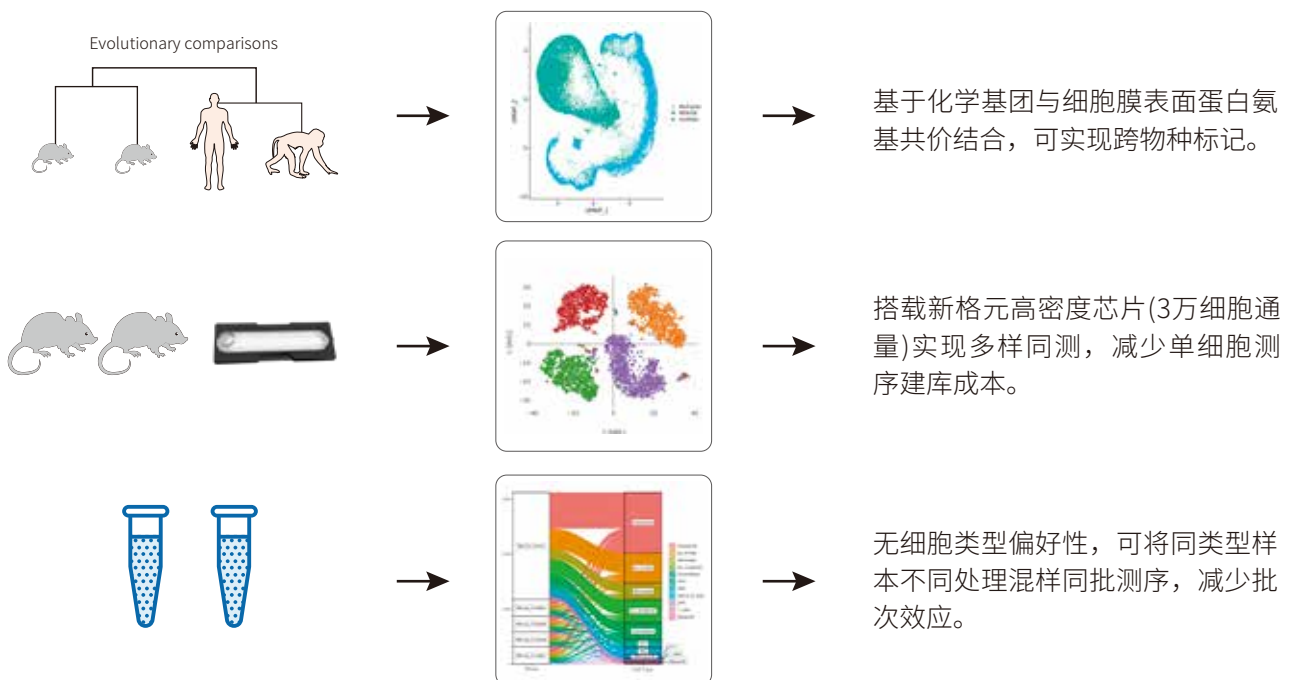 Evolutionary comparisons
基于化学基团与细胞膜表面蛋白氨
基共价结合，可实现跨物种标记。
搭载新格元高密度芯片(3万细胞通
量)实现多样同测，减少单细胞测
序建库成本。
无细胞类型偏好性，可将同类型样
本不同处理混样同批测序，减少批
次效应。